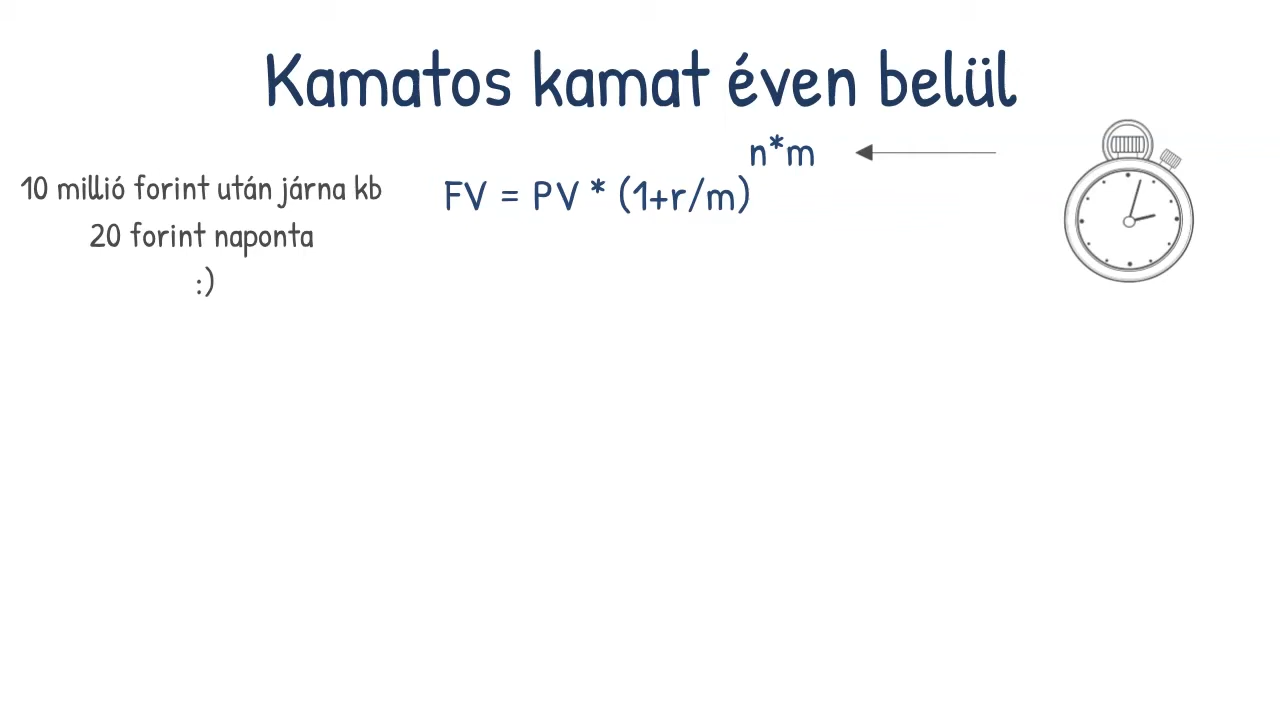 Kamatos kamat éven belül
10 millió forint után járna kb
20 forint naponta
:)
n*m
FV = PV * (1+r/m)